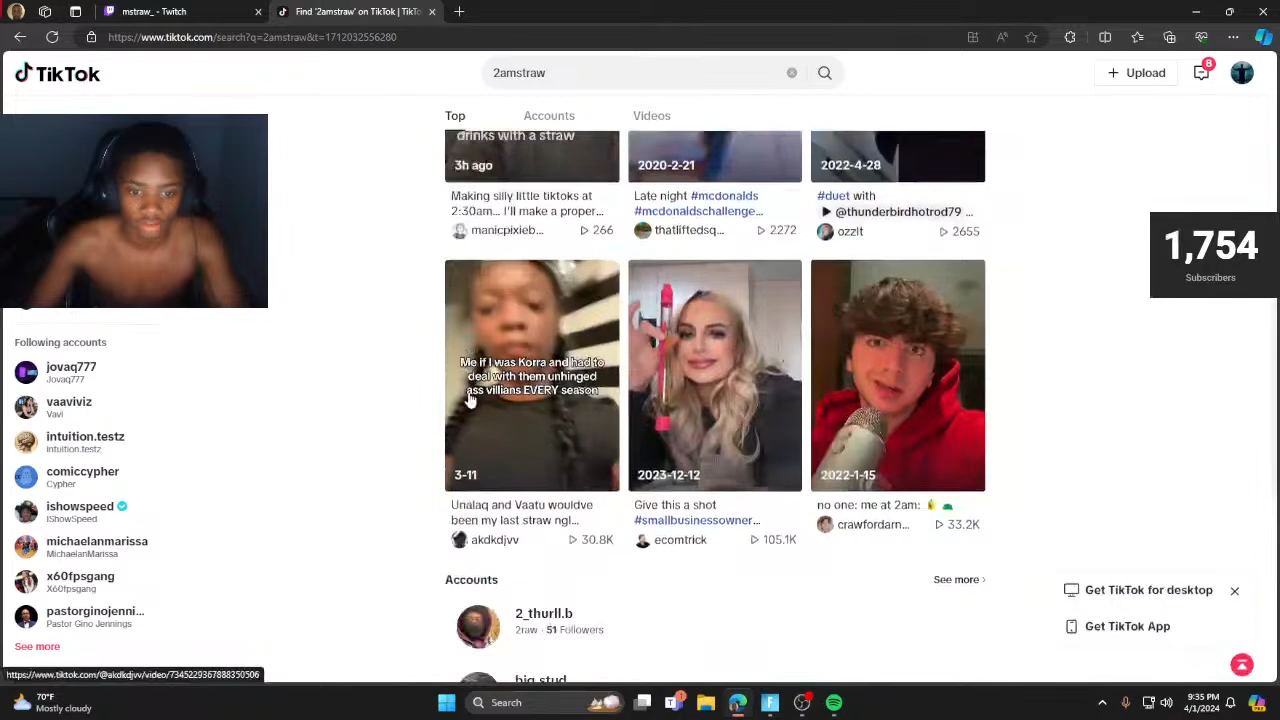 mstraw_ - Twitch
Find '2amstraw' on TikTok | TikTo
https://www.tiktok.com/search?q=2amstraw&t=1712032556280
TikTok
2amstraw
Upload
8
Top
Accounts
Videos
drinks with a straw
3h ago
2020-2-21
2022-4-28
Making silly little tiktoks at
2:30am... I'll make a proper...
manicpixieb...
266
Late night #mcdonalds
#mcdonaldschallenge...
thatliftedsq...
2272
#duet with
@thunderbirdhotrod79 ...
ozzlt
2655
1,754
Subscribers
Following accounts
jovaq777
Jovaq777
vaaviviz
Vavi
intuition.testz
intuition.testz
comiccypher
Cypher
ishowspeed
IShowSpeed
michaelanmarissa
MichaelanMarissa
x60fpsgang
X60fpsgang
pastorginojenni...
Pastor Gino Jennings
See more
Me if I was Korra and had to
deal with them unhinged
ass villians EVERY season
3-11
2023-12-12
2022-1-15
Unalaq and Vaatu wouldve
been my last straw ngl...
akdkdjvv
30.8K
Give this a shot
#smallbusinessowner...
ecomtrick
105.1K
no one: me at 2am:
crawfordarn...
33.2K
Accounts
See more ›
2_thurll.b
2raw · 51 Followers
big.stud
Get TikTok for desktop
Get TikTok App
https://www.tiktok.com/@akdkdjvv/video/7345229367888350506
70°F
Mostly cloudy
Search
9:35 PM
4/1/2024